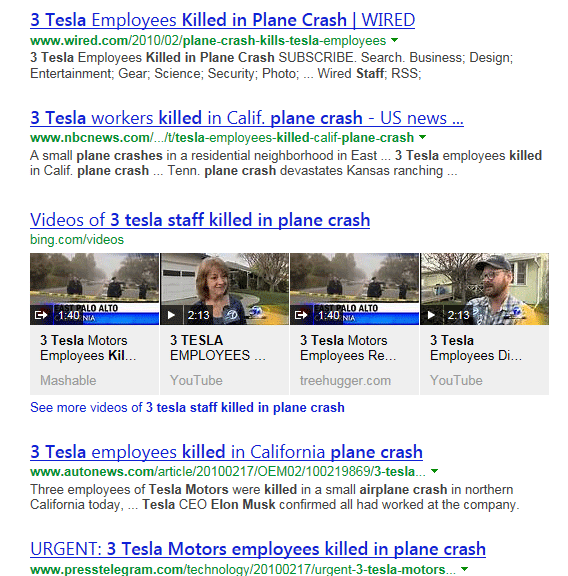 3 Tesla Employees Killed in Plane Crash | WIRED
www.wired.com/2010/02/plane-crash-kills-tesla-employees
3 Tesla Employees Killed in Plane Crash SUBSCRIBE. Search. Business; Design;
Entertainment; Gear; Science; Security; Photo; ... Wired Staff; RSS;
3 Tesla workers killed in Calif. plane crash - US news ...
www.nbcnews.com/.../t/tesla-employees-killed-calif-plane-crash
A small plane crashes in a residential neighborhood in East ... 3 Tesla employees killed
in Calif. plane crash ... Tenn. plane crash devastates Kansas ranching ...
Videos of 3 tesla staff killed in plane crash
bing.com/videos
EAST PALO ALTO
1:40
NIA
2:13
EAST PALO ALTO
1:40
NIA
2:13
3 Tesla Motors
Employees Kil...
Mashable
3 TESLA
EMPLOYEES ...
YouTube
3 Tesla Motors
Employees Re...
treehugger.com
3 Tesla
Employees Di...
YouTube
See more videos of 3 tesla staff killed in plane crash
3 Tesla employees killed in California plane crash
www.autonews.com/article/20100217/OEM02/100219869/3-tesla...
Three employees of Tesla Motors were killed in a small airplane crash in northern
California today, ... Tesla CEO Elon Musk confirmed all had worked at the company.
URGENT: 3 Tesla Motors employees killed in plane crash
www.presstelegram.com/technology/20100217/urgent-3-tesla-motors...